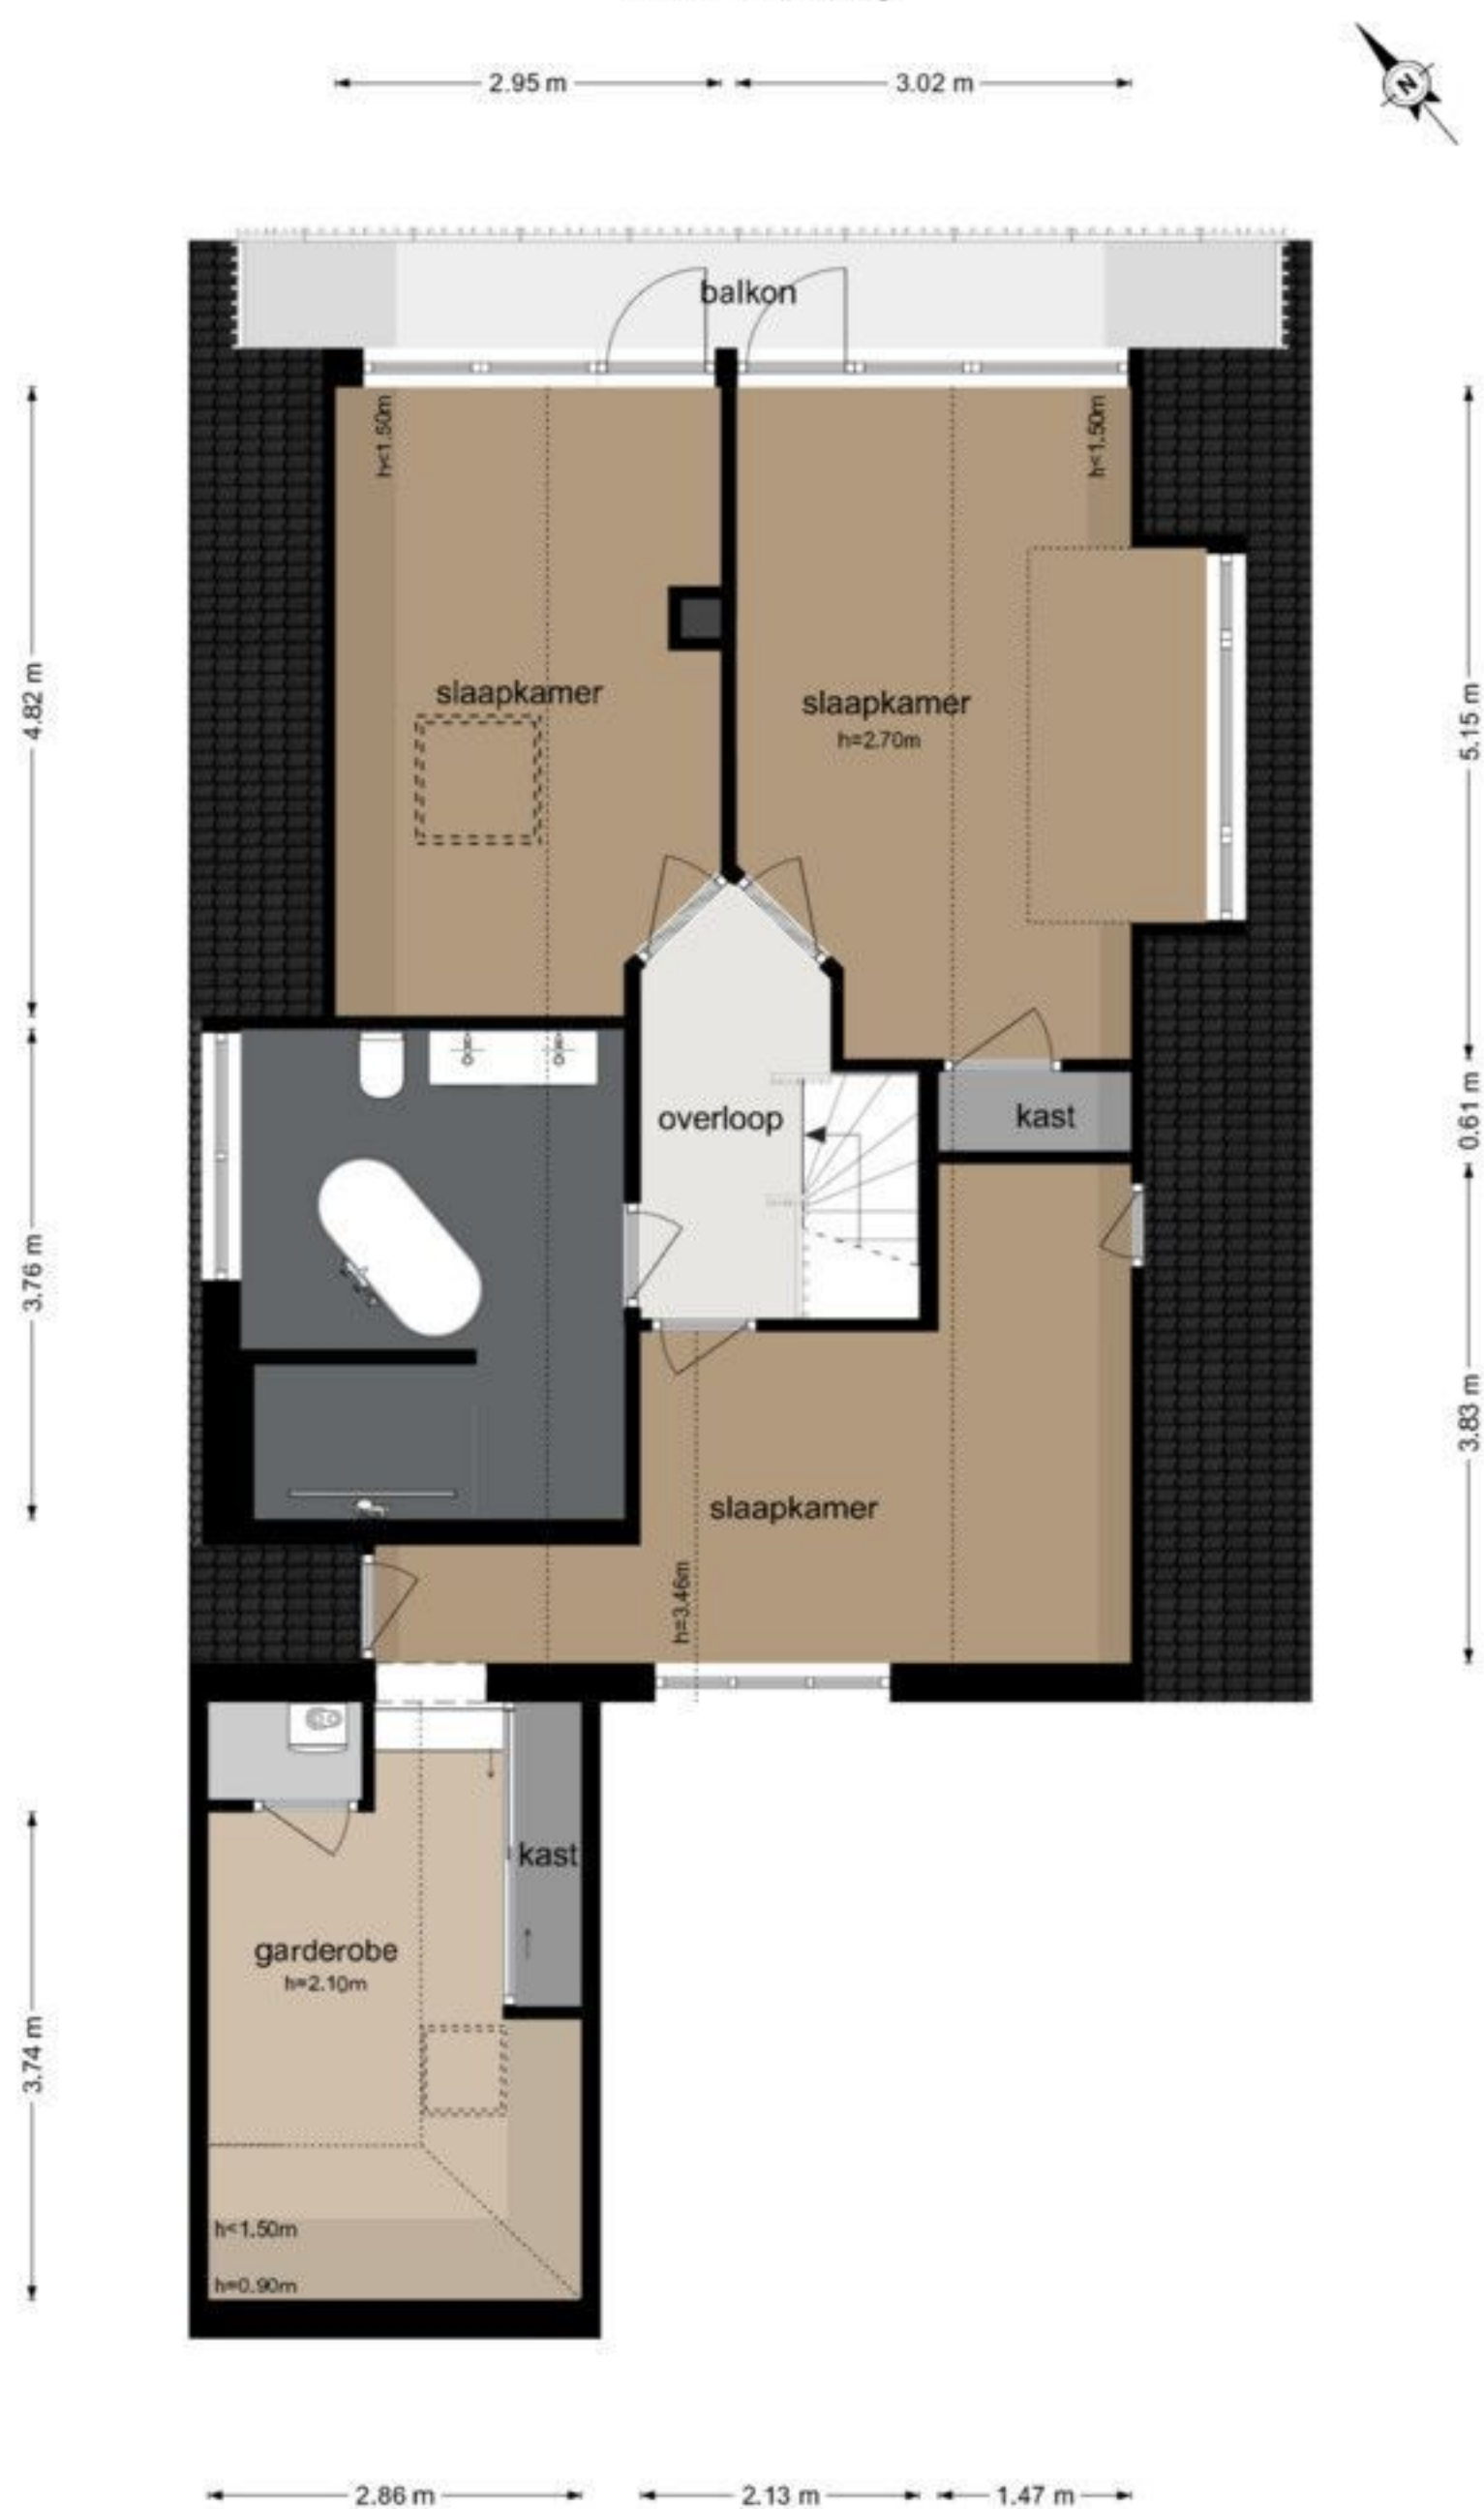 2.95 m
3.02 m
N
balkon
h<1.50m
h<1.50m
4.82 m
5.15 m
slaapkamer
slaapkamer
h=2.70m
overloop
kast
0.61 m
3.76 m
3.83 m
slaapkamer
h=3.46m
kast
garderobe
h=2.10m
3.74 m
h<1.50m
h=0.90m
2.86 m
2.13 m
1.47 m